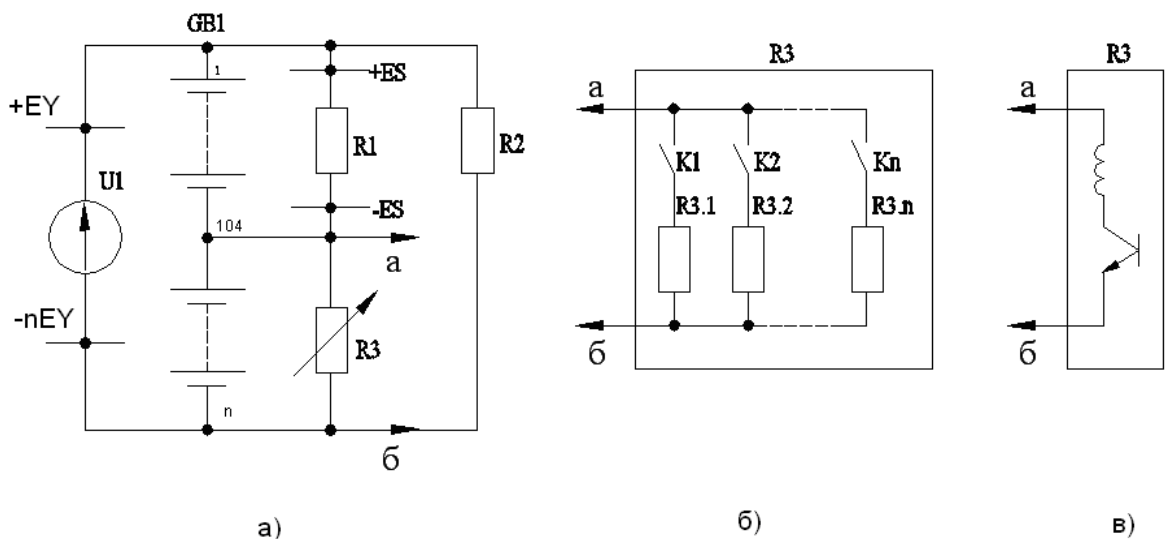 GB1
1
+ES
+EY
R1
R2
U1
-ES
104
а
-nEY
R3
n
б
а)
R3
а
K1
K2
Kn
R3.1
R3.2
R3.n
б
б)
R3
а
б
в)